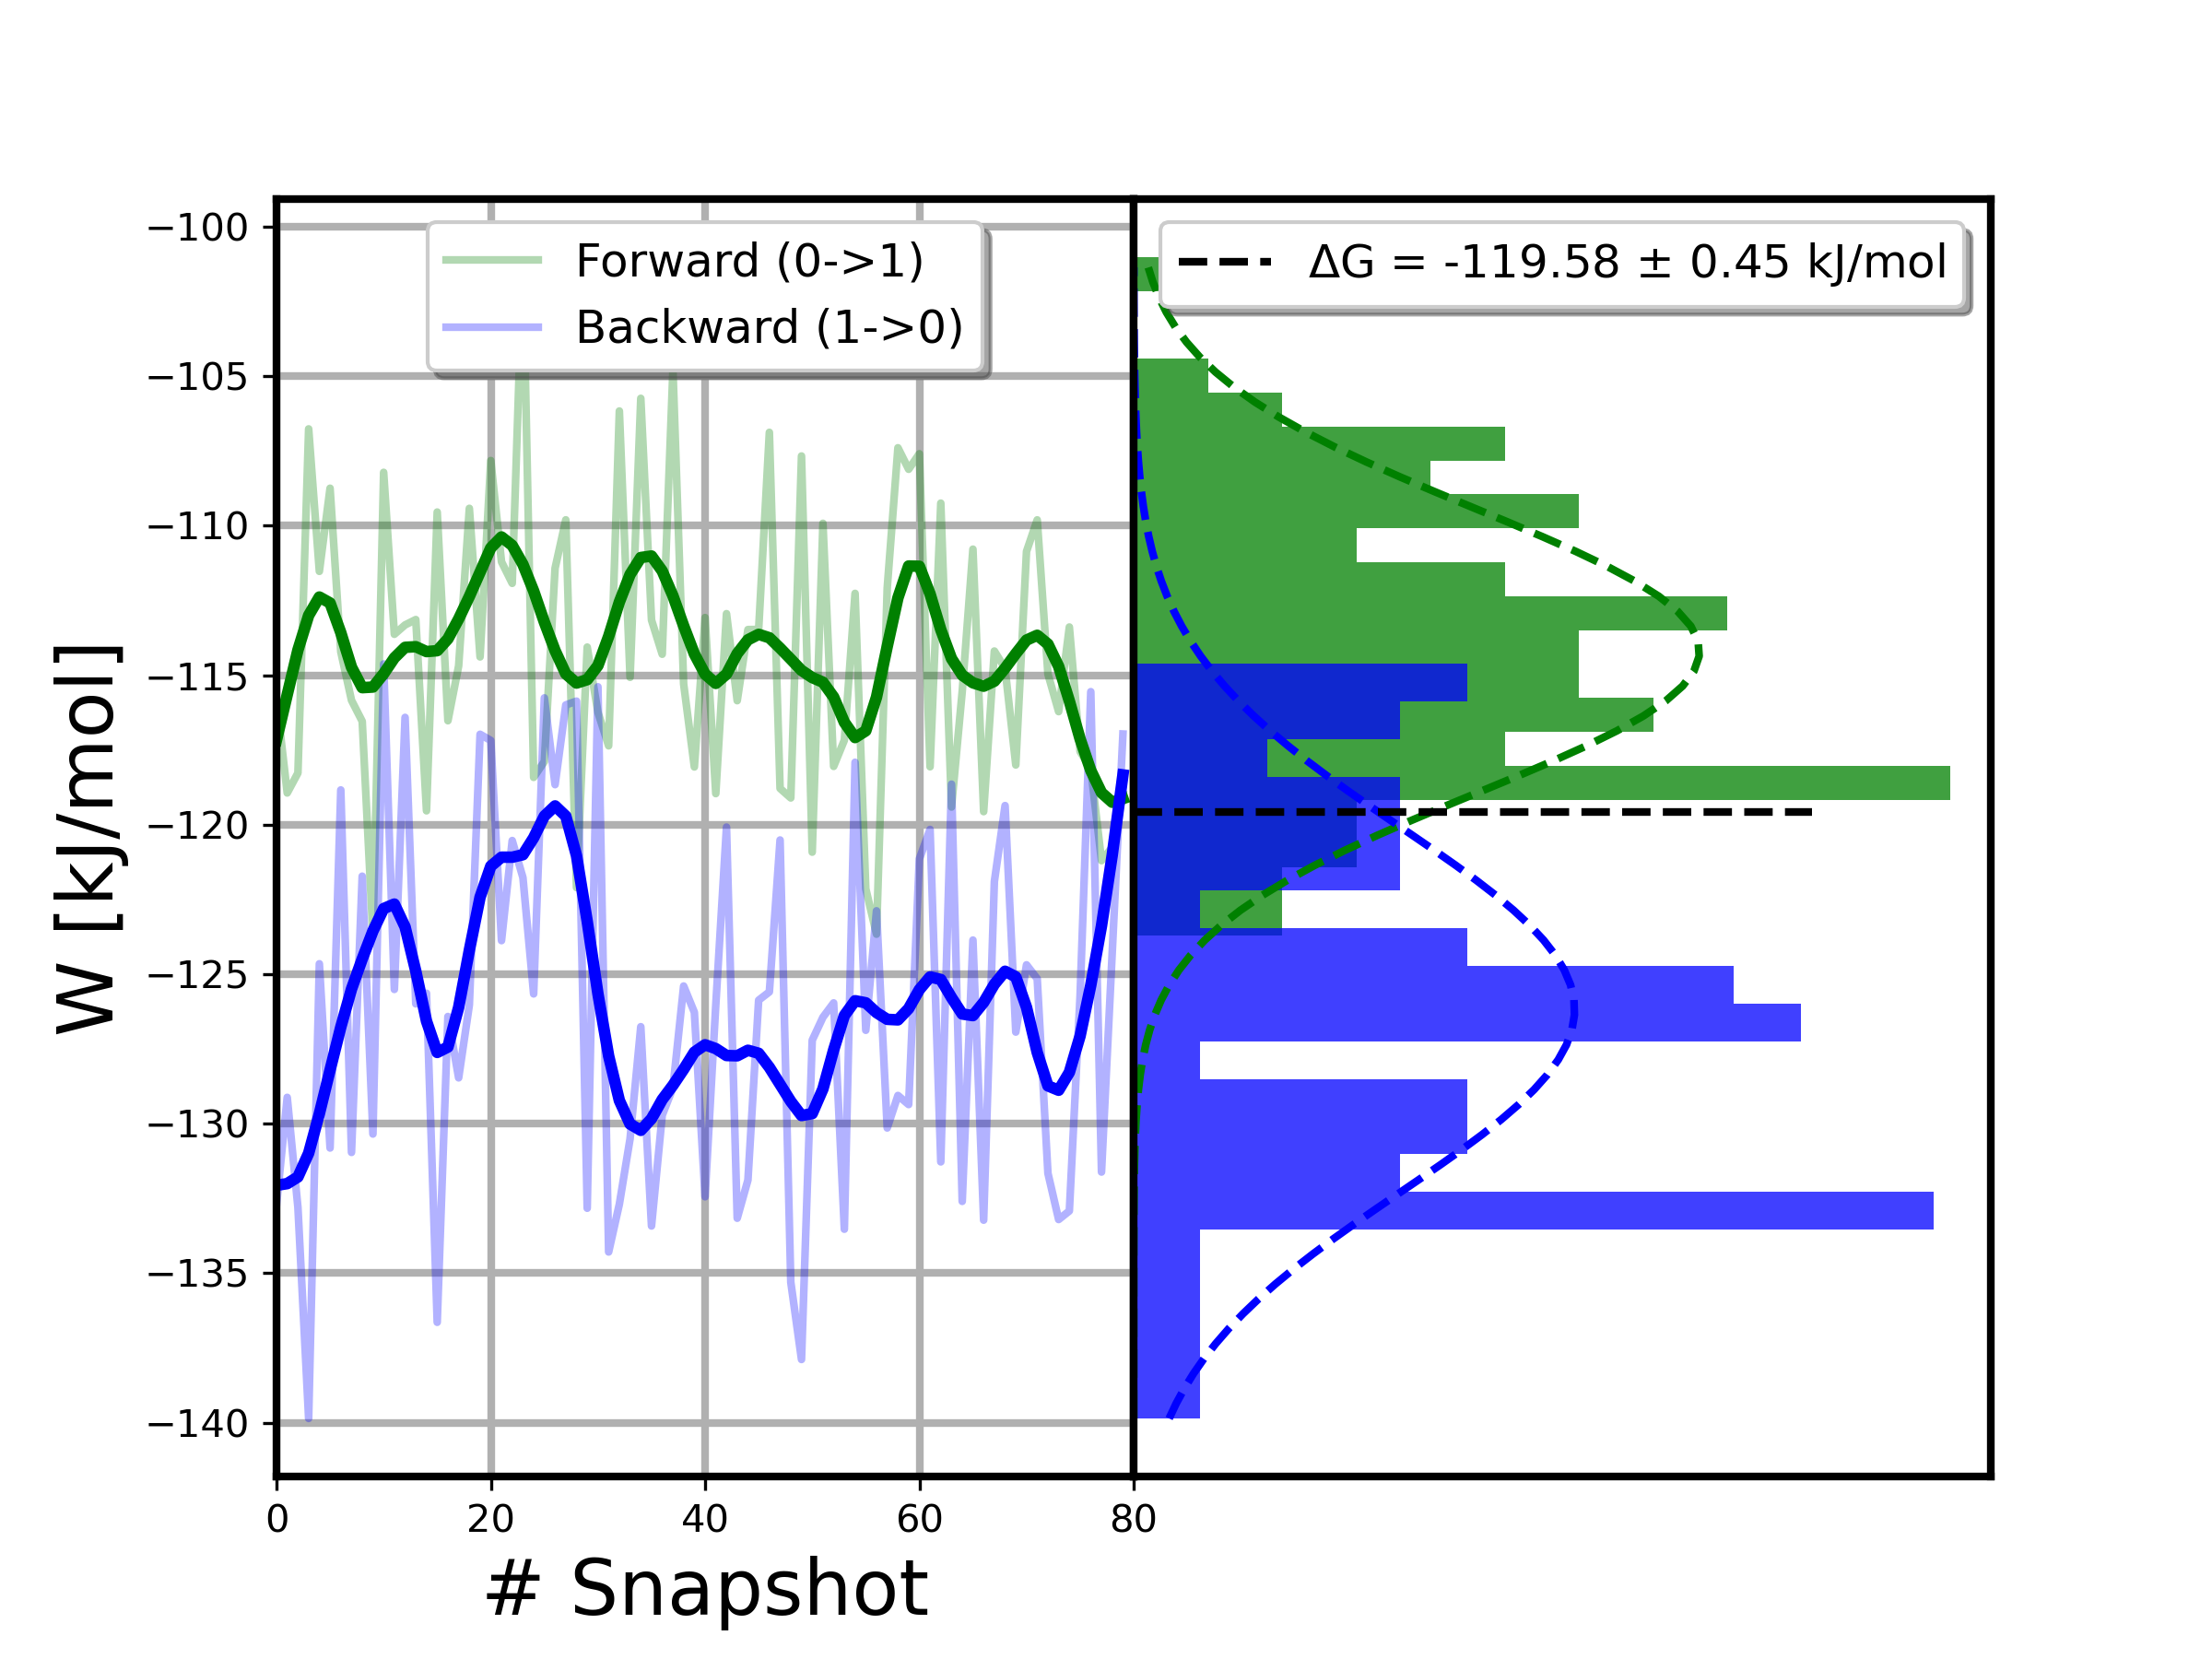 Forward (0->1)
Backward (1->0)
ΔG = -119.58 ± 0.45 kJ/mol
W [kJ/mol]
−100
−105
−110
−115
−120
−125
−130
−135
−140
0 20 40 60 80
# Snapshot